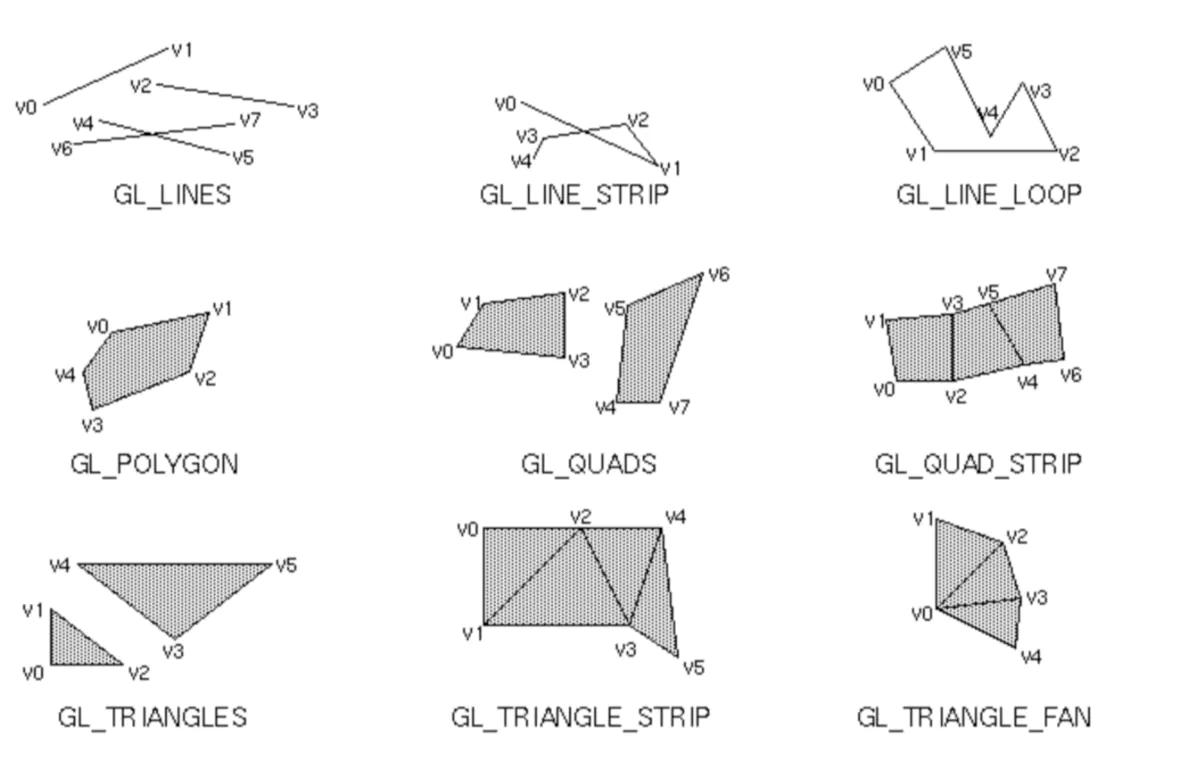 v1
v0
v2
v3
v4
v7
v6
v5
GL_LINES
v0
v2
v3
v4
v1
GL_LINE_STRIP
v5
v0
v3
v4
v1
v2
GL_LINE_LOOP
v1
v0
v4
v2
v3
GL_POLYGON
v6
v2
v1
v5
v0
v3
v4
v7
GL_QUADS
v7
v5
v3
v1
v6
v4
v0
v2
GL_QUAD_STRIP
v4
v5
v1
v3
v0
v2
GL_TRIANGLES
v2
v4
v0
v1
v3
v5
GL_TRIANGLE_STRIP
v1
v2
v3
v0
v4
GL_TRIANGLE_FAN